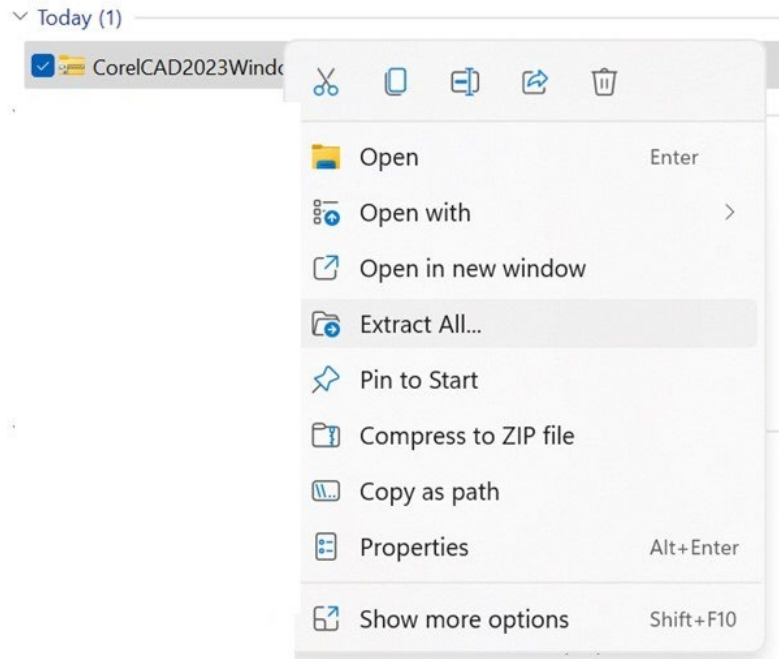 Today (1)
CorelCAD2023Windo
Open Enter
Open with
Open in new window
Extract All...
Pin to Start
Compress to ZIP file
Copy as path
Properties Alt+Enter
Show more options Shift+F10